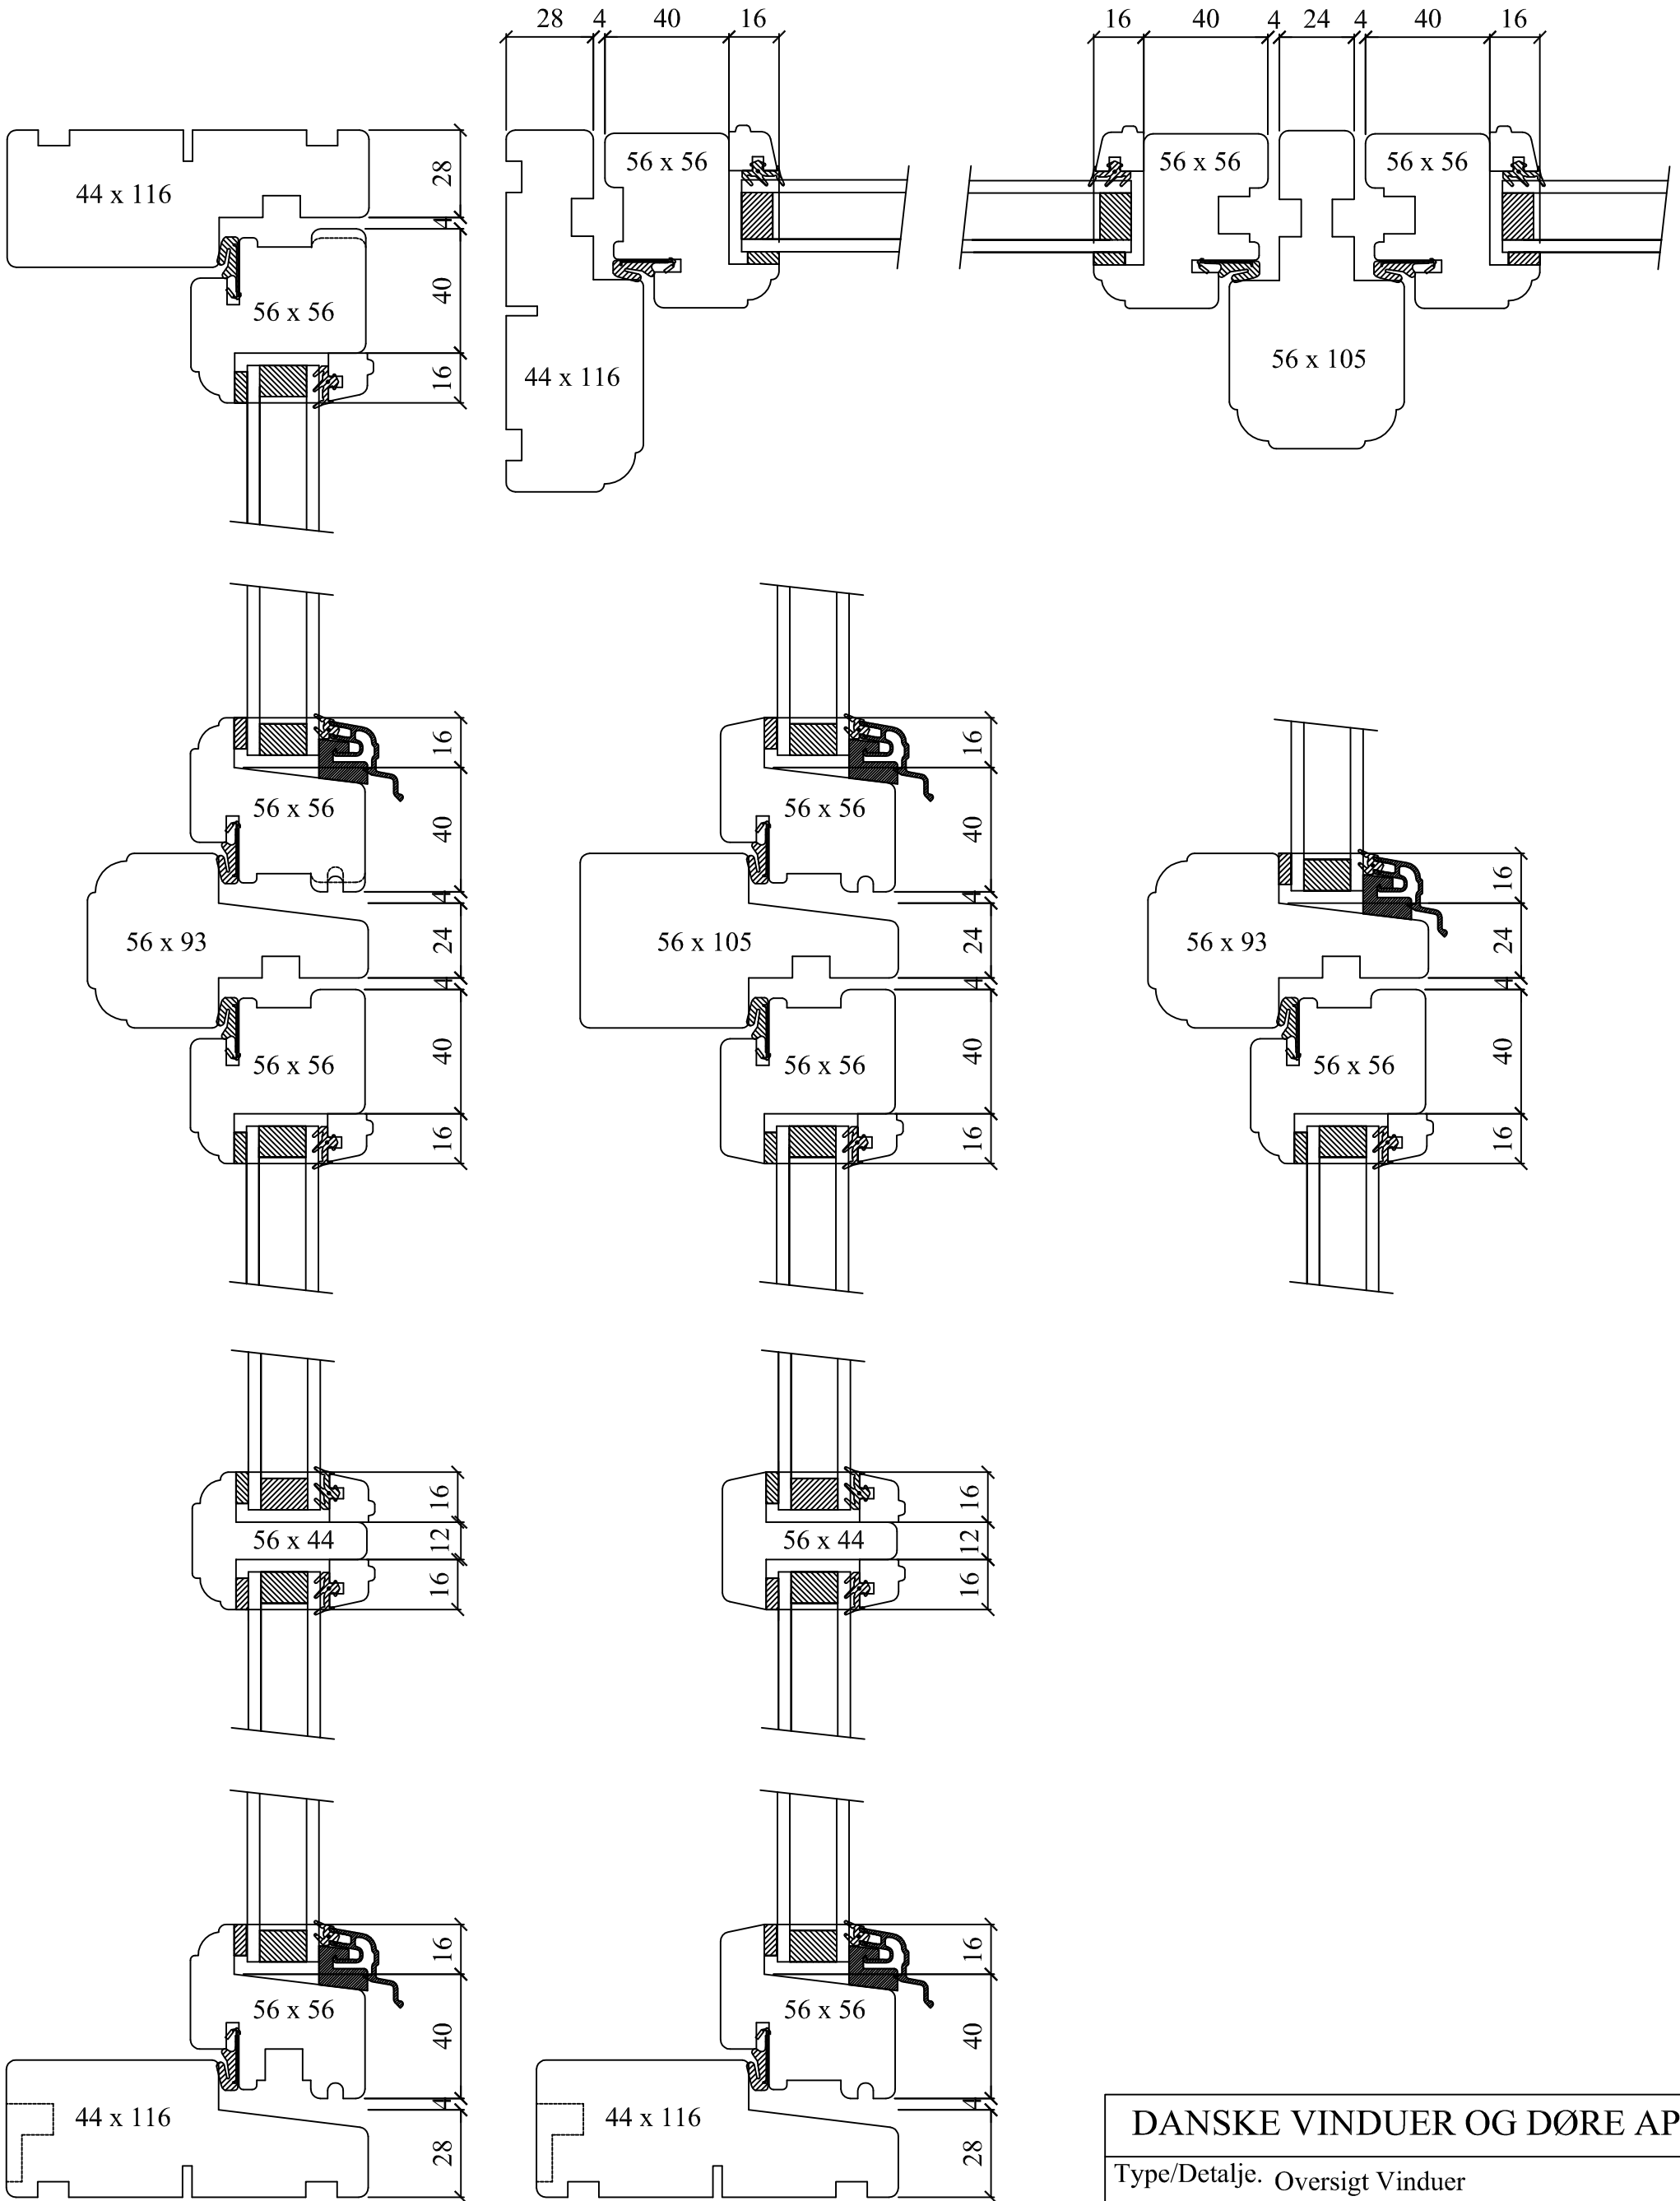 28 4 40 16
16 40 4 24 4 40 16
44 x 116
28
4
56 x 56
40
16
56 x 56
44 x 116
56 x 56
56 x 56
56 x 105
16
56 x 56
40
4
56 x 93
24
4
56 x 56
40
16
16
56 x 56
40
4
56 x 105
24
4
56 x 56
40
16
16
56 x 93
24
4
56 x 56
40
16
16
56 x 44
12
16
16
56 x 44
12
16
16
56 x 56
40
4
44 x 116
28
16
56 x 56
40
4
44 x 116
28
DANSKE VINDUER OG DØRE AP
Type/Detalje. Oversigt Vinduer